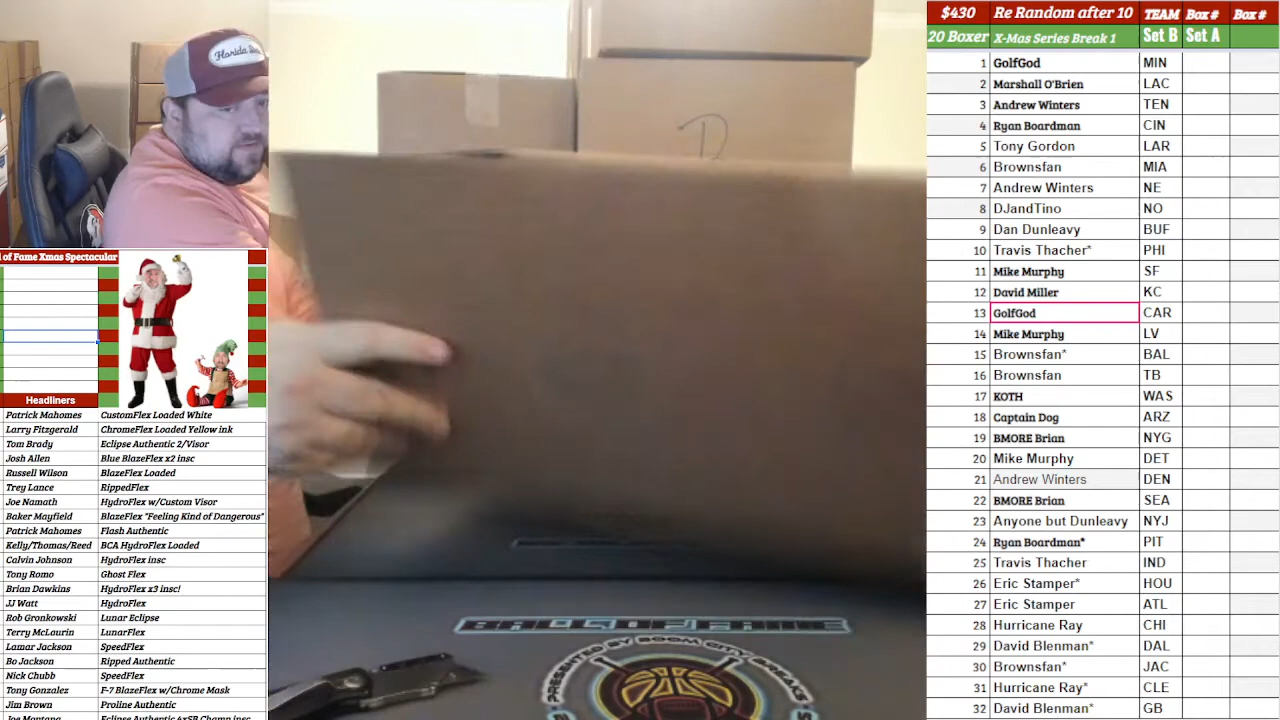 $430 Re Random after 10 TEAM Box # Box #
20 Boxer X-Mas Series Break 1 Set B Set A
1 GolfGod MIN
2 Marshall O'Brien LAC
3 Andrew Winters TEN
4 Ryan Boardman CIN
5 Tony Gordon LAR
6 Brownsfan MIA
7 Andrew Winters NE
8 DJandTino NO
9 Dan Dunleavy BUF
10 Travis Thacher* PHI
11 Mike Murphy SF
12 David Miller KC
13 GolfGod CAR
14 Mike Murphy LV
15 Brownsfan* BAL
16 Brownsfan TB
17 KOTH WAS
18 Captain Dog ARZ
19 BMORE Brian NYG
20 Mike Murphy DET
21 Andrew Winters DEN
22 BMORE Brian SEA
23 Anyone but Dunleavy NYJ
24 Ryan Boardman* PIT
25 Travis Thacher IND
26 Eric Stamper* HOU
27 Eric Stamper ATL
28 Hurricane Ray CHI
29 David Blenman* DAL
30 Brownsfan* JAC
31 Hurricane Ray* CLE
32 David Blenman* GB
Florida
D
of Fame Xmas Spectacular
Headliners
Patrick Mahomes CustomFlex Loaded White
Larry Fitzgerald ChromeFlex Loaded Yellow ink
Tom Brady Eclipse Authentic 2/Visor
Josh Allen Blue BlazeFlex x2 insc
Russell Wilson BlazeFlex Loaded
Trey Lance RippedFlex
Joe Namath HydroFlex w/Custom Visor
Baker Mayfield BlazeFlex "Feeling Kind of Dangerous"
Patrick Mahomes Flash Authentic
Kelly/Thomas/Reed BCA HydroFlex Loaded
Calvin Johnson HydroFlex insc
Tony Romo Ghost Flex
Brian Dawkins HydroFlex x3 insc!
JJ Watt HydroFlex
Rob Gronkowski Lunar Eclipse
Terry McLaurin LunarFlex
Lamar Jackson SpeedFlex
Bo Jackson Ripped Authentic
Nick Chubb SpeedFlex
Tony Gonzalez F-7 BlazeFlex w/Chrome Mask
Jim Brown Proline Authentic
Joe Montana Eclipse Authentic 4xSB Champ insc
PRESENTED BY BOOM CITY BREAKS